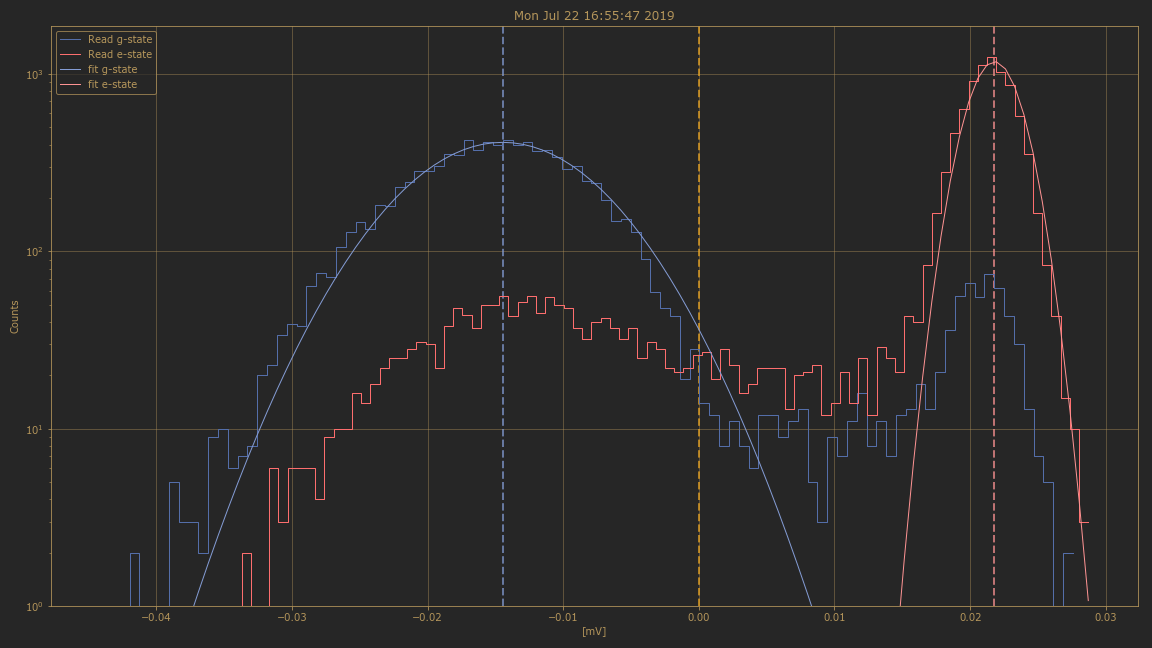 Mon Jul 22 16:55:47 2019
Read g-state
Read e-state
fit g-state
fit e-state
10³
10²
10¹
10⁰
Counts
−0.04 −0.03 −0.02 −0.01 0.00 0.01 0.02 0.03
[mV]